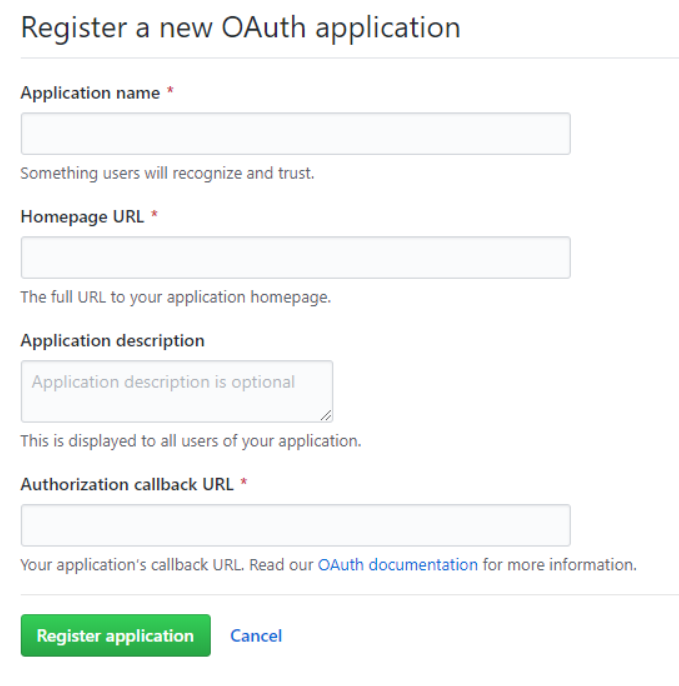 Register a new OAuth application
Application name *
Something users will recognize and trust.
Homepage URL *
The full URL to your application homepage.
Application description
Application description is optional
This is displayed to all users of your application.
Authorization callback URL *
Your application's callback URL. Read our OAuth documentation for more information.
Register application Cancel